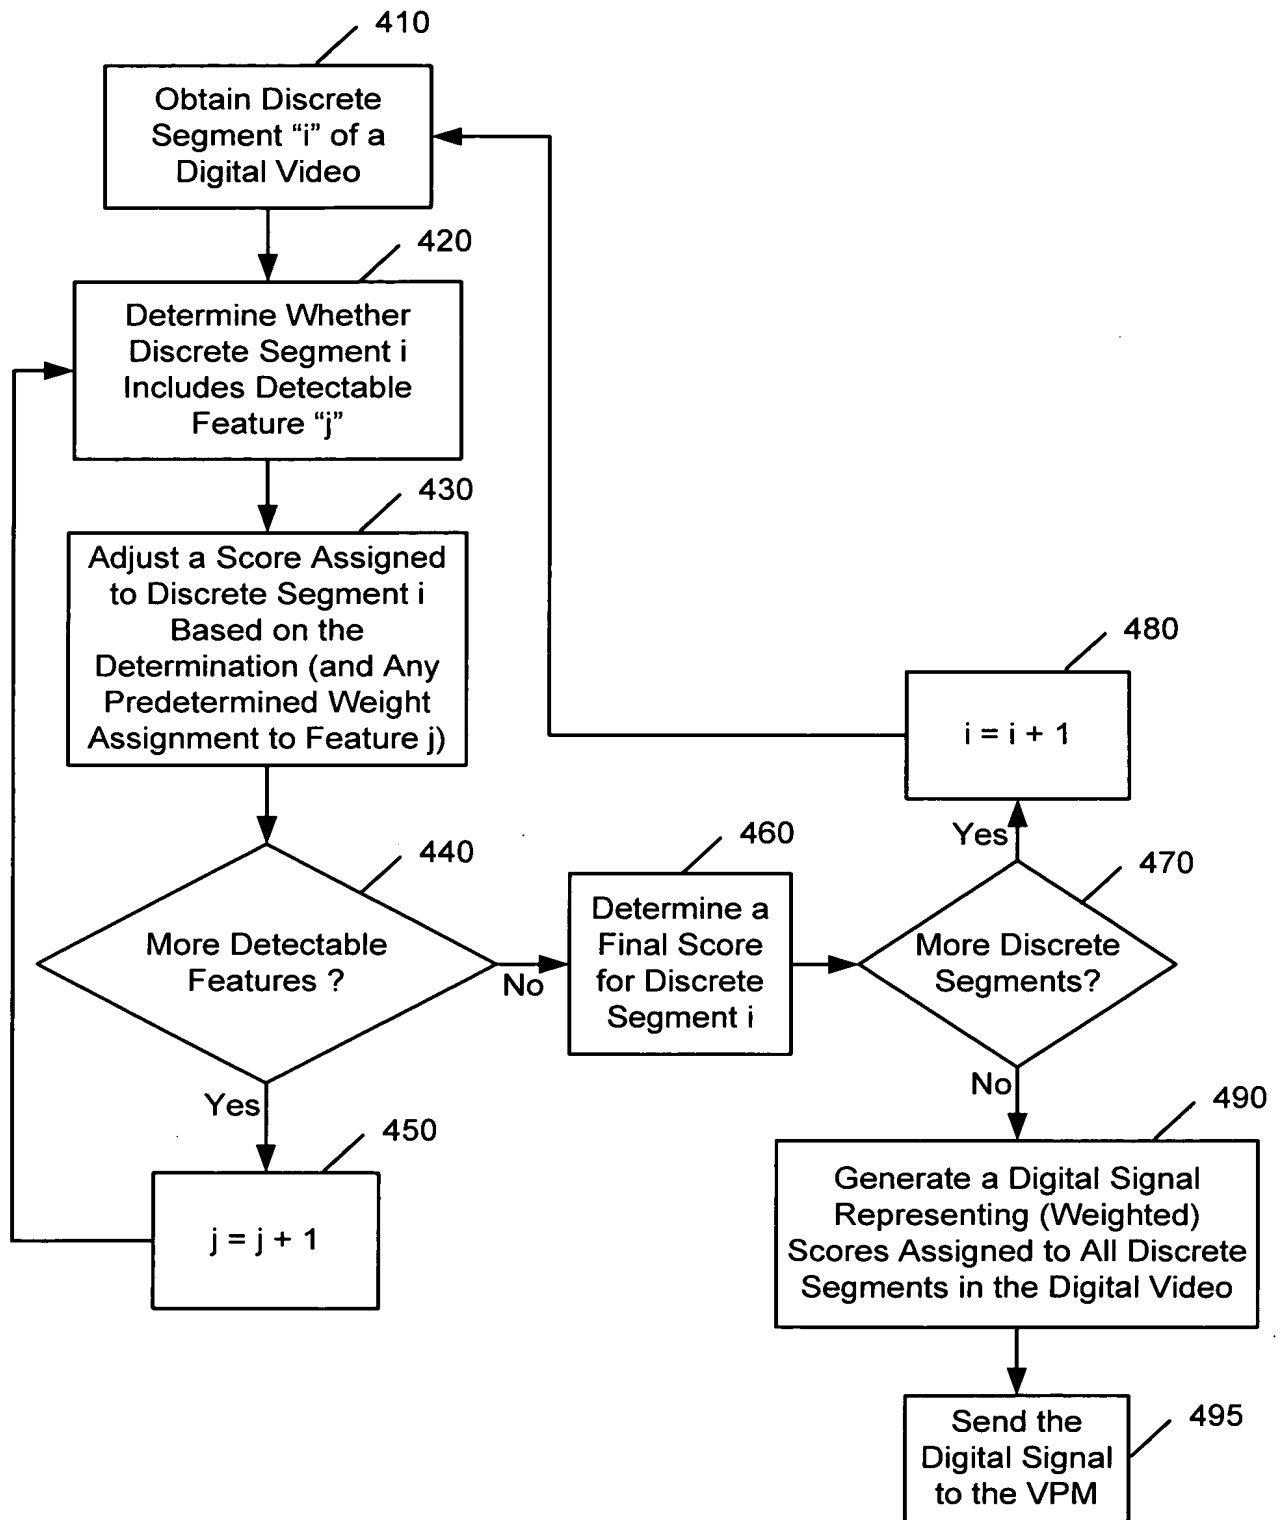 410
Obtain Discrete
Segment “i” of a
Digital Video
420
Determine Whether
Discrete Segment i
Includes Detectable
Feature “j”
430
Adjust a Score Assigned
to Discrete Segment i
Based on the
Determination (and Any
Predetermined Weight
Assignment to Feature j)
440
More Detectable
Features ?
Yes
No
450
j = j + 1
460
Determine a
Final Score
for Discrete
Segment i
470
More Discrete
Segments?
Yes
No
480
i = i + 1
490
Generate a Digital Signal
Representing (Weighted)
Scores Assigned to All Discrete
Segments in the Digital Video
495
Send the
Digital Signal
to the VPM